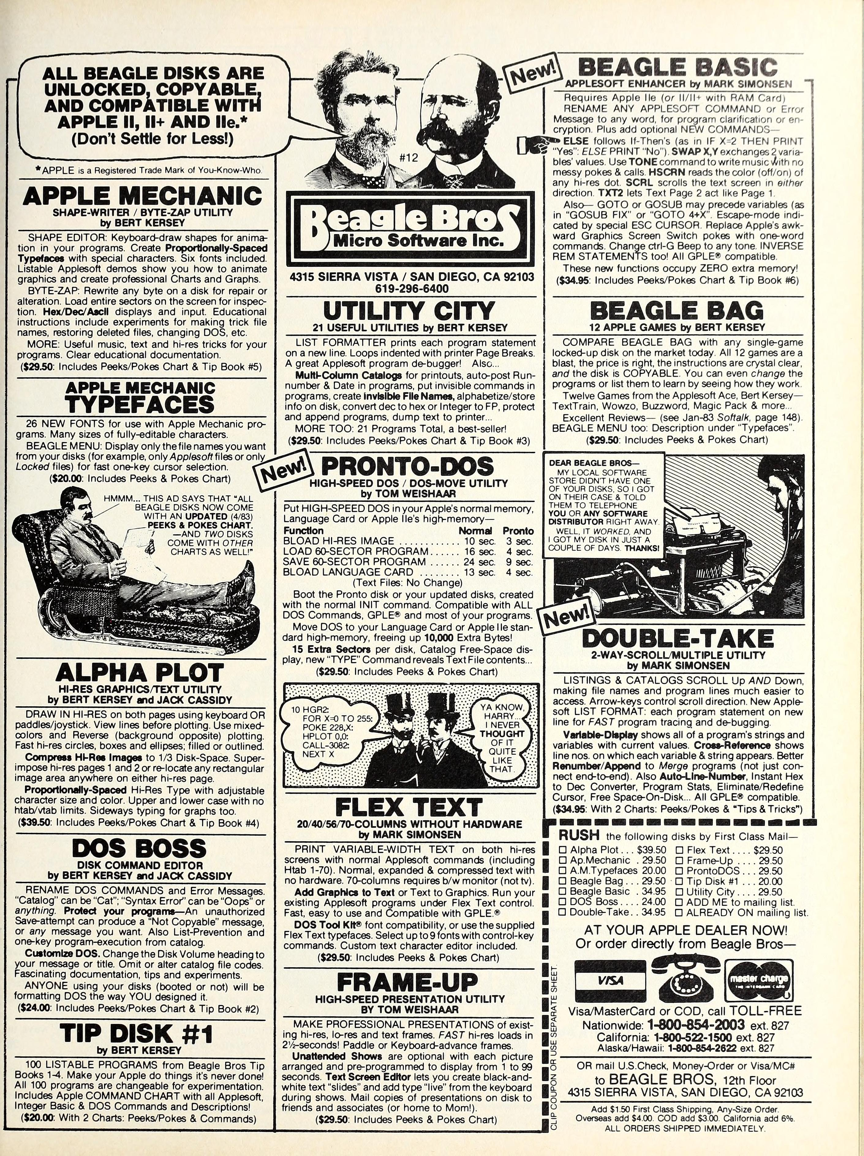 ALL BEAGLE DISKS ARE
UNLOCKED, COPYABLE,
AND COMPATIBLE WITH
APPLE II, II+ AND IIe.*
(Don't Settle for Less!)
*APPLE is a Registered Trade Mark of You-Know-Who.
APPLE MECHANIC
SHAPE-WRITER / BYTE-ZAP UTILITY
by BERT KERSEY
SHAPE EDITOR: Keyboard-draw shapes for anima-
tion in your programs. Create Proportionally-Spaced
Typefaces with special characters. Six fonts included.
Listable Applesoft demos show you how to animate
graphics and create professional Charts and Graphs.
BYTE-ZAP: Rewrite any byte on a disk for repair or
alteration. Load entire sectors on the screen for inspec-
tion. Hex/Dec/Ascii displays and input. Educational
instructions include experiments for making trick file
names, restoring deleted files, changing DOS, etc.
MORE: Useful music, text and hi-res tricks for your
programs. Clear educational documentation.
($29.50: Includes Peeks/Pokes Chart & Tip Book #5)
APPLE MECHANIC
TYPEFACES
26 NEW FONTS for use with Apple Mechanic pro-
grams. Many sizes of fully-editable characters.
BEAGLE MENU: Display only the file names you want
from your disks (for example, only Applesoft files or only
Locked files) for fast one-key cursor selection.
($20.00: Includes Peeks & Pokes Chart)
HMMM... THIS AD SAYS THAT "ALL
BEAGLE DISKS NOW COME
WITH AN UPDATED (4/83)
PEEKS & POKES CHART.
—AND TWO DISKS
COME WITH OTHER
CHARTS AS WELL!"
ALPHA PLOT
HI-RES GRAPHICS/TEXT UTILITY
by BERT KERSEY and JACK CASSIDY
DRAW IN HI-RES on both pages using keyboard OR
paddles/joystick. View lines before plotting. Use mixed-
colors and Reverse (background opposite) plotting.
Fast hi-res circles, boxes and ellipses; filled or outlined.
Compress Hi-Res Images to 1/3 Disk-Space. Super-
impose hi-res pages 1 and 2 or re-locate any rectangular
image area anywhere on either hi-res page.
Proportionally-Spaced Hi-Res Type with adjustable
character size and color. Upper and lower case with no
htab/vtab limits. Sideways typing for graphs too.
($39.50: Includes Peeks/Pokes Chart & Tip Book #4)
DOS BOSS
DISK COMMAND EDITOR
by BERT KERSEY and JACK CASSIDY
RENAME DOS COMMANDS and Error Messages.
"Catalog" can be "Cat"; "Syntax Error" can be "Oops" or
anything. Protect your programs—An unauthorized
Save-attempt can produce a "Not Copyable" message,
or any message you want. Also List-Prevention and
one-key program-execution from catalog.
Customize DOS. Change the Disk Volume heading to
your message or title. Omit or alter catalog file codes.
Fascinating documentation, tips and experiments.
ANYONE using your disks (booted or not) will be
formatting DOS the way YOU designed it.
($24.00: Includes Peeks/Pokes Chart & Tip Book #2)
TIP DISK #1
by BERT KERSEY
100 LISTABLE PROGRAMS from Beagle Bros Tip
Books 1-4. Make your Apple do things it's never done!
All 100 programs are changeable for experimentation.
Includes Apple COMMAND CHART with all Applesoft,
Integer Basic & DOS Commands and Descriptions!
($20.00: With 2 Charts: Peeks/Pokes & Commands)
#12
Beagle Bros
Micro Software Inc.
4315 SIERRA VISTA / SAN DIEGO, CA 92103
619-296-6400
UTILITY CITY
21 USEFUL UTILITIES by BERT KERSEY
LIST FORMATTER prints each program statement
on a new line. Loops indented with printer Page Breaks.
A great Applesoft program de-bugger! Also...
Multi-Column Catalogs for printouts, auto-post Run-
number & Date in programs, put invisible commands in
programs, create Invisible File Names, alphabetize/store
info on disk, convert dec to hex or Integer to FP, protect
and append programs, dump text to printer...
MORE TOO: 21 Programs Total, a best-seller!
($29.50: Includes Peeks/Pokes Chart & Tip Book #3)
New!
PRONTO-DOS
HIGH-SPEED DOS / DOS-MOVE UTILITY
by TOM WEISHAAR
Put HIGH-SPEED DOS in your Apple's normal memory,
Language Card or Apple IIe's high-memory—
Function Normal Pronto
BLOAD HI-RES IMAGE ........... 10 sec. 3 sec.
LOAD 60-SECTOR PROGRAM...... 16 sec. 4 sec.
SAVE 60-SECTOR PROGRAM ...... 24 sec. 9 sec.
BLOAD LANGUAGE CARD ........ 13 sec. 4 sec.
(Text Files: No Change)
Boot the Pronto disk or your updated disks, created
with the normal INIT command. Compatible with ALL
DOS Commands, GPLE® and most of your programs.
Move DOS to your Language Card or Apple IIe stan-
dard high-memory, freeing up 10,000 Extra Bytes!
15 Extra Sectors per disk, Catalog Free-Space dis-
play, new "TYPE" Command reveals Text File contents...
($29.50: Includes Peeks & Pokes Chart)
10 HGR2:
FOR X=0 TO 255:
POKE 228,X:
HPLOT 0,0:
CALL-3082:
NEXT X
YA KNOW,
HARRY...
I NEVER
THOUGHT
OF IT
QUITE
LIKE
THAT.
FLEX TEXT
20/40/56/70-COLUMNS WITHOUT HARDWARE
by MARK SIMONSEN
PRINT VARIABLE-WIDTH TEXT on both hi-res
screens with normal Applesoft commands (including
Htab 1-70). Normal, expanded & compressed text with
no hardware. 70-columns requires b/w monitor (not tv).
Add Graphics to Text or Text to Graphics. Run your
existing Applesoft programs under Flex Text control.
Fast, easy to use and Compatible with GPLE.®
DOS Tool Kit® font compatibility, or use the supplied
Flex Text typefaces. Select up to 9 fonts with control-key
commands. Custom text character editor included.
($29.50: Includes Peeks & Pokes Chart)
FRAME-UP
HIGH-SPEED PRESENTATION UTILITY
BY TOM WEISHAAR
MAKE PROFESSIONAL PRESENTATIONS of exist-
ing hi-res, lo-res and text frames. FAST hi-res loads in
2½-seconds! Paddle or Keyboard-advance frames.
Unattended Shows are optional with each picture
arranged and pre-programmed to display from 1 to 99
seconds. Text Screen Editor lets you create black-and-
white text "slides" and add type "live" from the keyboard
during shows. Mail copies of presentations on disk to
friends and associates (or home to Mom!).
($29.50: Includes Peeks & Pokes Chart)
New!
BEAGLE BASIC
APPLESOFT ENHANCER by MARK SIMONSEN
Requires Apple IIe (or II/II+ with RAM Card)
RENAME ANY APPLESOFT COMMAND or Error
Message to any word, for program clarification or en-
cryption. Plus add optional NEW COMMANDS—
ELSE follows If-Then's (as in IF X=2 THEN PRINT
"Yes": ELSE PRINT "No"). SWAP X,Y exchanges 2 varia-
bles' values. Use TONE command to write music with no
messy pokes & calls. HSCRN reads the color (off/on) of
any hi-res dot. SCRL scrolls the text screen in either
direction. TXT2 lets Text Page 2 act like Page 1.
Also— GOTO or GOSUB may precede variables (as
in "GOSUB FIX" or "GOTO 4+X". Escape-mode indi-
cated by special ESC CURSOR. Replace Apple's awk-
ward Graphics Screen Switch pokes with one-word
commands. Change ctrl-G Beep to any tone. INVERSE
REM STATEMENTS too! All GPLE® compatible.
These new functions occupy ZERO extra memory!
($34.95: Includes Peeks/Pokes Chart & Tip Book #6)
BEAGLE BAG
12 APPLE GAMES by BERT KERSEY
COMPARE BEAGLE BAG with any single-game
locked-up disk on the market today. All 12 games are a
blast, the price is right, the instructions are crystal clear,
and the disk is COPYABLE. You can even change the
programs or list them to learn by seeing how they work.
Twelve Games from the Applesoft Ace, Bert Kersey—
TextTrain, Wowzo, Buzzword, Magic Pack & more...
Excellent Reviews— (see Jan-83 Softalk, page 148).
BEAGLE MENU too: Description under "Typefaces".
($29.50: Includes Peeks & Pokes Chart)
DEAR BEAGLE BROS—
MY LOCAL SOFTWARE
STORE DIDN'T HAVE ONE
OF YOUR DISKS, SO I GOT
ON THEIR CASE & TOLD
THEM TO TELEPHONE
YOU OR ANY SOFTWARE
DISTRIBUTOR RIGHT AWAY.
WELL, IT WORKED, AND
I GOT MY DISK IN JUST A
COUPLE OF DAYS. THANKS!
New!
DOUBLE-TAKE
2-WAY-SCROLL/MULTIPLE UTILITY
by MARK SIMONSEN
LISTINGS & CATALOGS SCROLL Up AND Down,
making file names and program lines much easier to
access. Arrow-keys control scroll direction. New Apple-
soft LIST FORMAT: each program statement on new
line for FAST program tracing and de-bugging.
Variable-Display shows all of a program's strings and
variables with current values. Cross-Reference shows
line nos. on which each variable & string appears. Better
Renumber/Append to Merge programs (not just con-
nect end-to-end). Also Auto-Line-Number, Instant Hex
to Dec Converter, Program Stats, Eliminate/Redefine
Cursor, Free Space-On-Disk... All GPLE® compatible.
($34.95: With 2 Charts: Peeks/Pokes & "Tips & Tricks")
RUSH the following disks by First Class Mail—
☐ Alpha Plot... $39.50 ☐ Flex Text.... $29.50
☐ Ap.Mechanic . 29.50 ☐ Frame-Up.... 29.50
☐ A.M.Typefaces 20.00 ☐ ProntoDOS... 29.50
☐ Beagle Bag... 29.50 ☐ Tip Disk #1 .. 20.00
☐ Beagle Basic . 34.95 ☐ Utility City.... 29.50
☐ DOS Boss.... 24.00 ☐ ADD ME to mailing list.
☐ Double-Take.. 34.95 ☐ ALREADY ON mailing list.
AT YOUR APPLE DEALER NOW!
Or order directly from Beagle Bros—
VISA
master charge
THE INTERBANK CARD
Visa/MasterCard or COD, call TOLL-FREE
Nationwide: 1-800-854-2003 ext. 827
California: 1-800-522-1500 ext. 827
Alaska/Hawaii: 1-800-854-2622 ext. 827
OR mail U.S.Check, Money-Order or Visa/MC#
to BEAGLE BROS, 12th Floor
4315 SIERRA VISTA, SAN DIEGO, CA 92103
Add $1.50 First Class Shipping, Any-Size Order.
Overseas add $4.00. COD add $3.00. California add 6%.
ALL ORDERS SHIPPED IMMEDIATELY.
CLIP COUPON OR USE SEPARATE SHEET